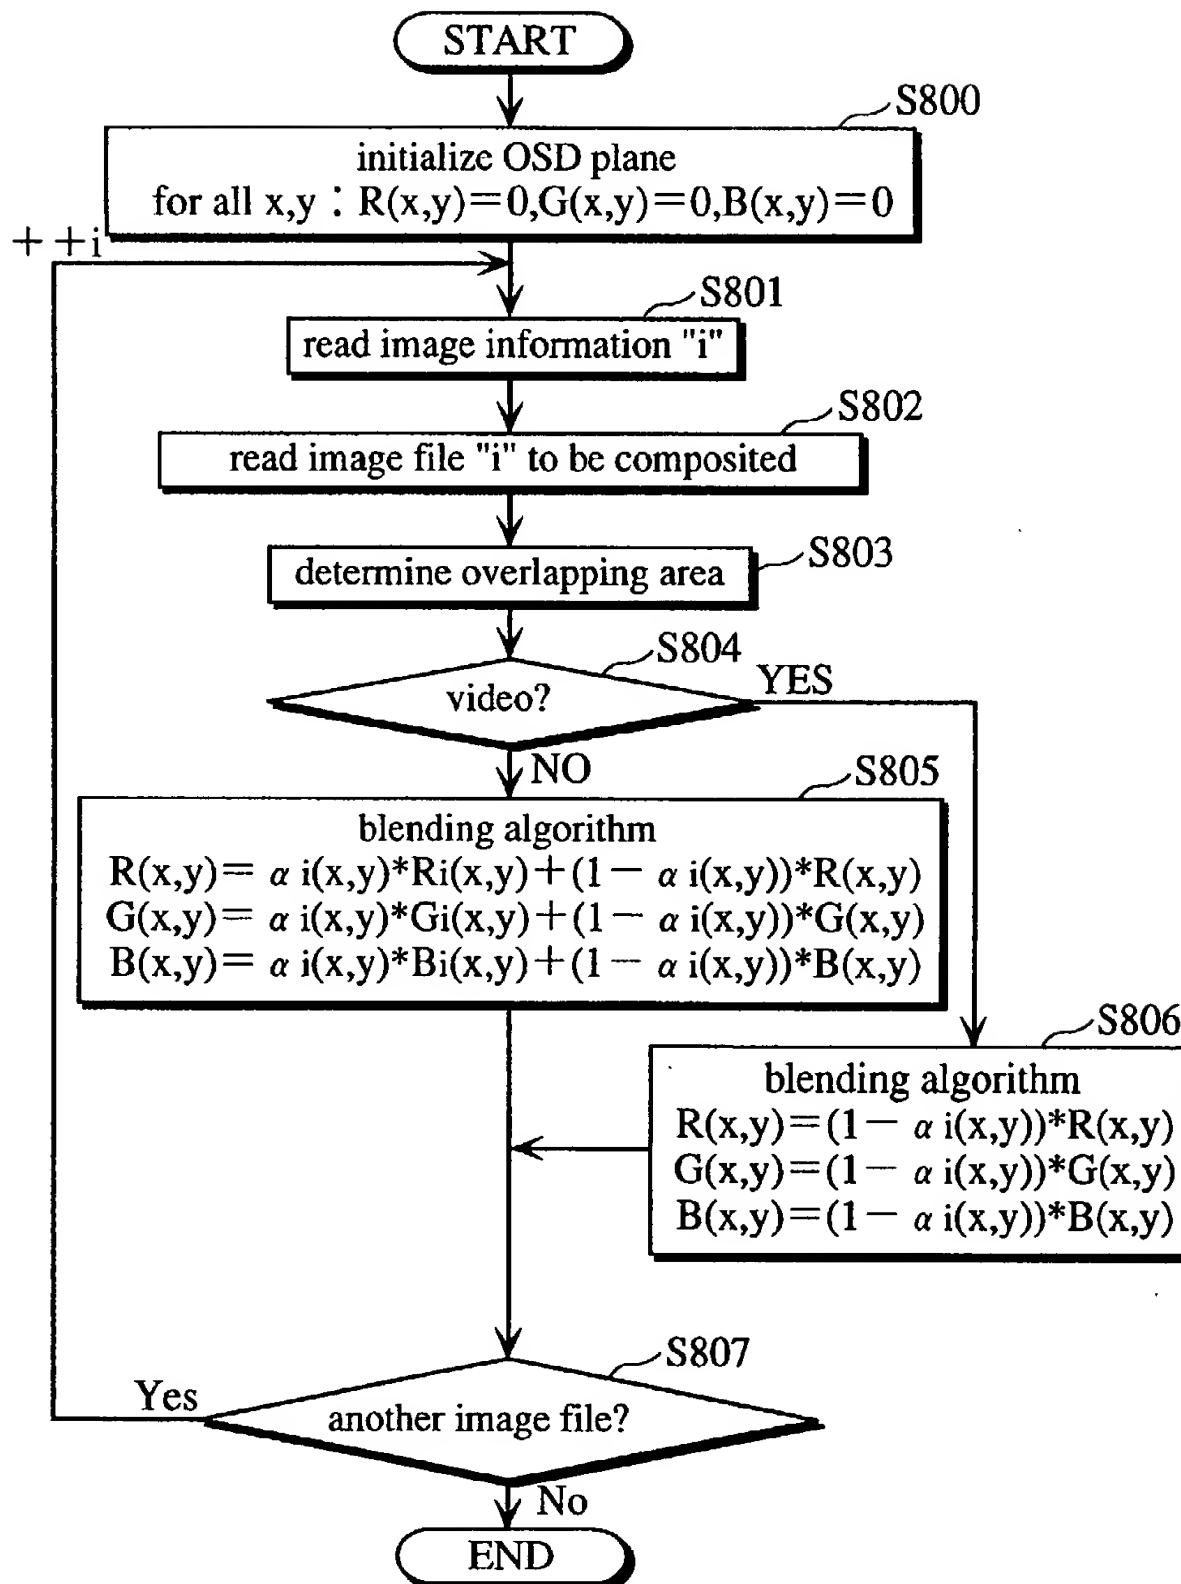 START
S800
initialize OSD plane
for all x,y : R(x,y)=0,G(x,y)=0,B(x,y)=0
++i
S801
read image information "i"
S802
read image file "i" to be composited
S803
determine overlapping area
S804
video?
YES
NO
S805
blending algorithm
R(x,y)= α i(x,y)*Ri(x,y)+(1− α i(x,y))*R(x,y)
G(x,y)= α i(x,y)*Gi(x,y)+(1− α i(x,y))*G(x,y)
B(x,y)= α i(x,y)*Bi(x,y)+(1− α i(x,y))*B(x,y)
S806
blending algorithm
R(x,y)=(1− α i(x,y))*R(x,y)
G(x,y)=(1− α i(x,y))*G(x,y)
B(x,y)=(1− α i(x,y))*B(x,y)
S807
Yes
another image file?
No
END